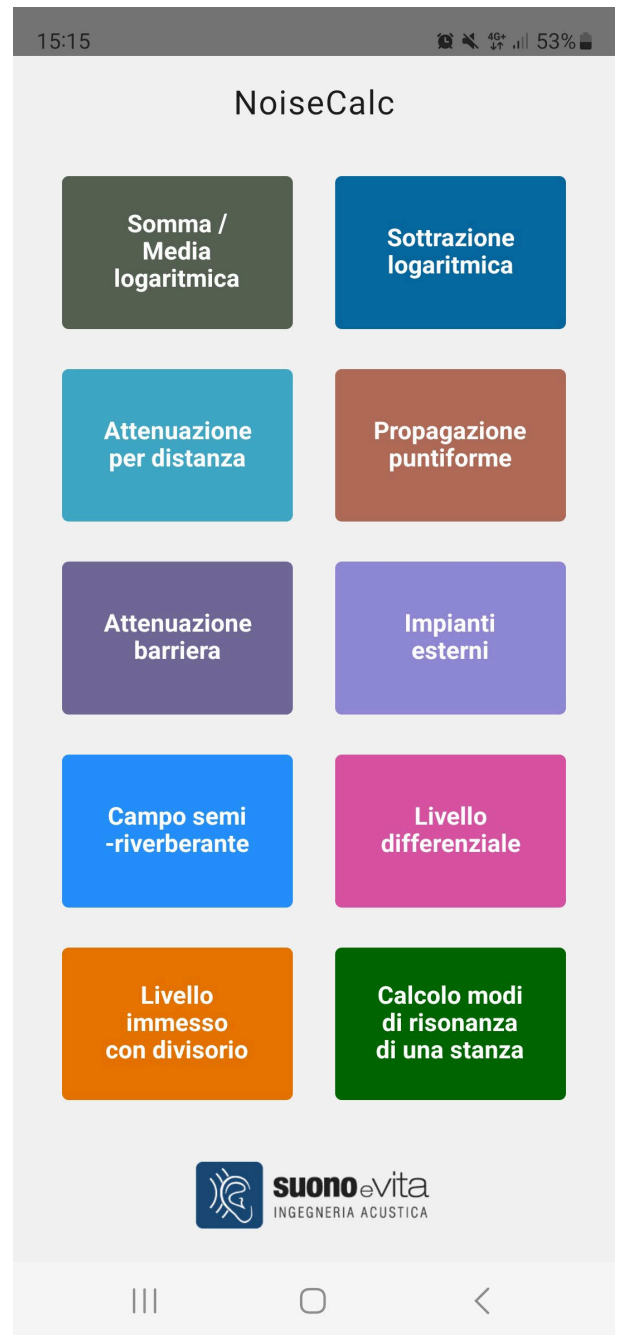 15:15
4G+
53%
NoiseCalc
Somma /
Media
logaritmica
Sottrazione
logaritmica
Attenuazione
per distanza
Propagazione
puntiforme
Attenuazione
barriera
Impianti
esterni
Campo semi
-riverberante
Livello
differenziale
Livello
immesso
con divisorio
Calcolo modi
di risonanza
di una stanza
suono e vita
INGEGNERIA ACUSTICA